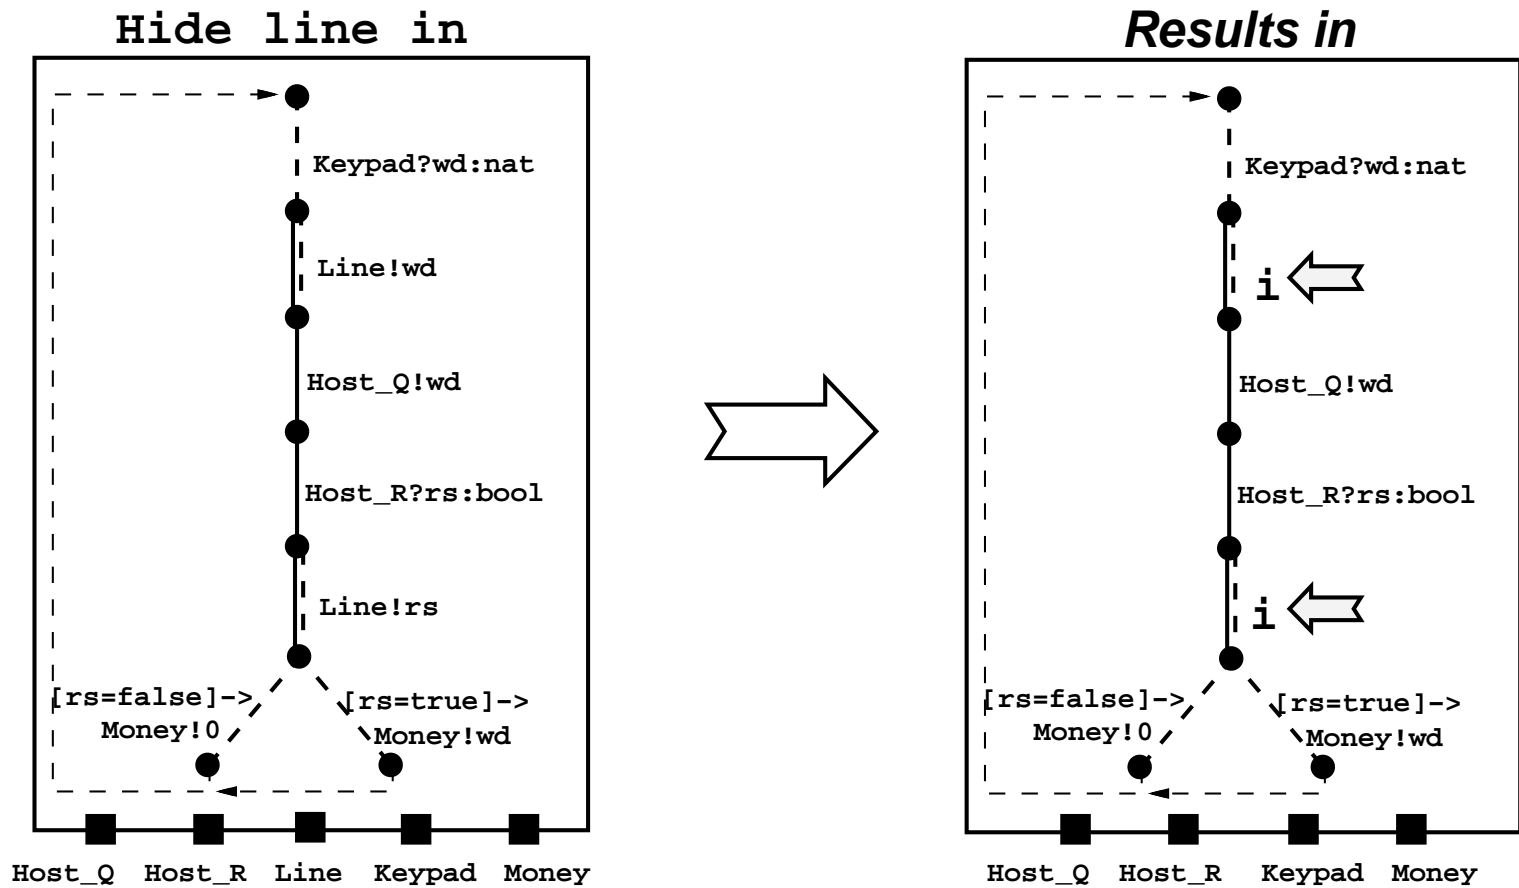 Hide line in
Keypad?wd:nat
Line!wd
Host_Q!wd
Host_R?rs:bool
Line!rs
[rs=false]->
Money!0
[rs=true]->
Money!wd
Host_Q Host_R Line Keypad Money
Results in
Keypad?wd:nat
i
Host_Q!wd
Host_R?rs:bool
i
[rs=false]->
Money!0
[rs=true]->
Money!wd
Host_Q Host_R Keypad Money